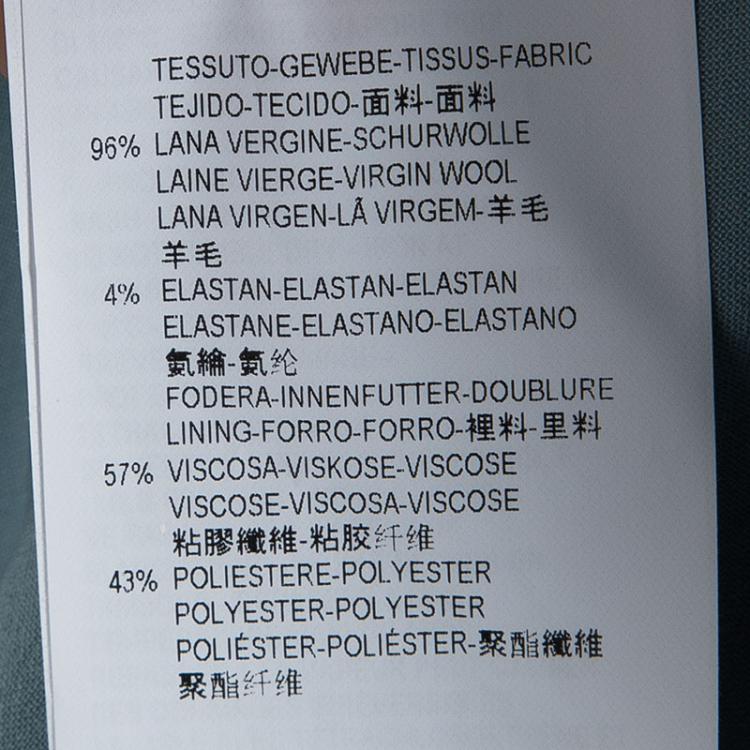 TESSUTO-GEWEBE-TISSUS-FABRIC
TEJIDO-TECIDO-面料-面料
96% LANA VERGINE-SCHURWOLLE
LAINE VIERGE-VIRGIN WOOL
LANA VIRGEN-LÃ VIRGEM-羊毛
羊毛
4% ELASTAN-ELASTAN-ELASTAN
ELASTANE-ELASTANO-ELASTANO
氨綸-氨纶
FODERA-INNENFUTTER-DOUBLURE
LINING-FORRO-FORRO-裡料-里料
57% VISCOSA-VISKOSE-VISCOSE
VISCOSE-VISCOSA-VISCOSE
粘膠纖維-粘胶纤维
43% POLIESTERE-POLYESTER
POLYESTER-POLYESTER
POLIÉSTER-POLIÉSTER-聚酯纖維
聚酯纤维